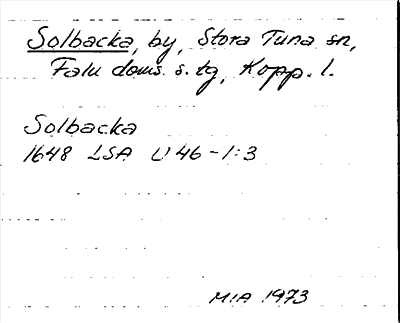 Solbacka, by, Stora Tuna sn,
Falu doms. s. tg, Kopp. l.
Solbacka
1648 LSA U 46-1:3
MIA 1973